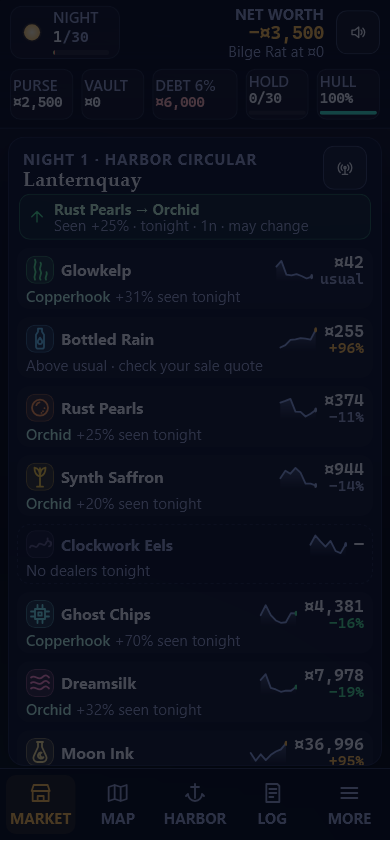 NIGHT
1/30
NET WORTH
−¤3,500
Bilge Rat at ¤0
PURSE
¤2,500
VAULT
¤0
DEBT 6%
¤6,000
HOLD
0/30
HULL
100%
NIGHT 1 · HARBOR CIRCULAR
Lanternquay
Rust Pearls → Orchid
Seen +25% · tonight · 1n · may change
Glowkelp
¤42
usual
Copperhook +31% seen tonight
Bottled Rain
¤255
+96%
Above usual · check your sale quote
Rust Pearls
¤374
−11%
Orchid +25% seen tonight
Synth Saffron
¤944
−14%
Orchid +20% seen tonight
Clockwork Eels
–
No dealers tonight
Ghost Chips
¤4,381
−16%
Copperhook +70% seen tonight
Dreamsilk
¤7,978
−19%
Orchid +32% seen tonight
Moon Ink
¤36,996
+95%
MARKET
MAP
HARBOR
LOG
MORE